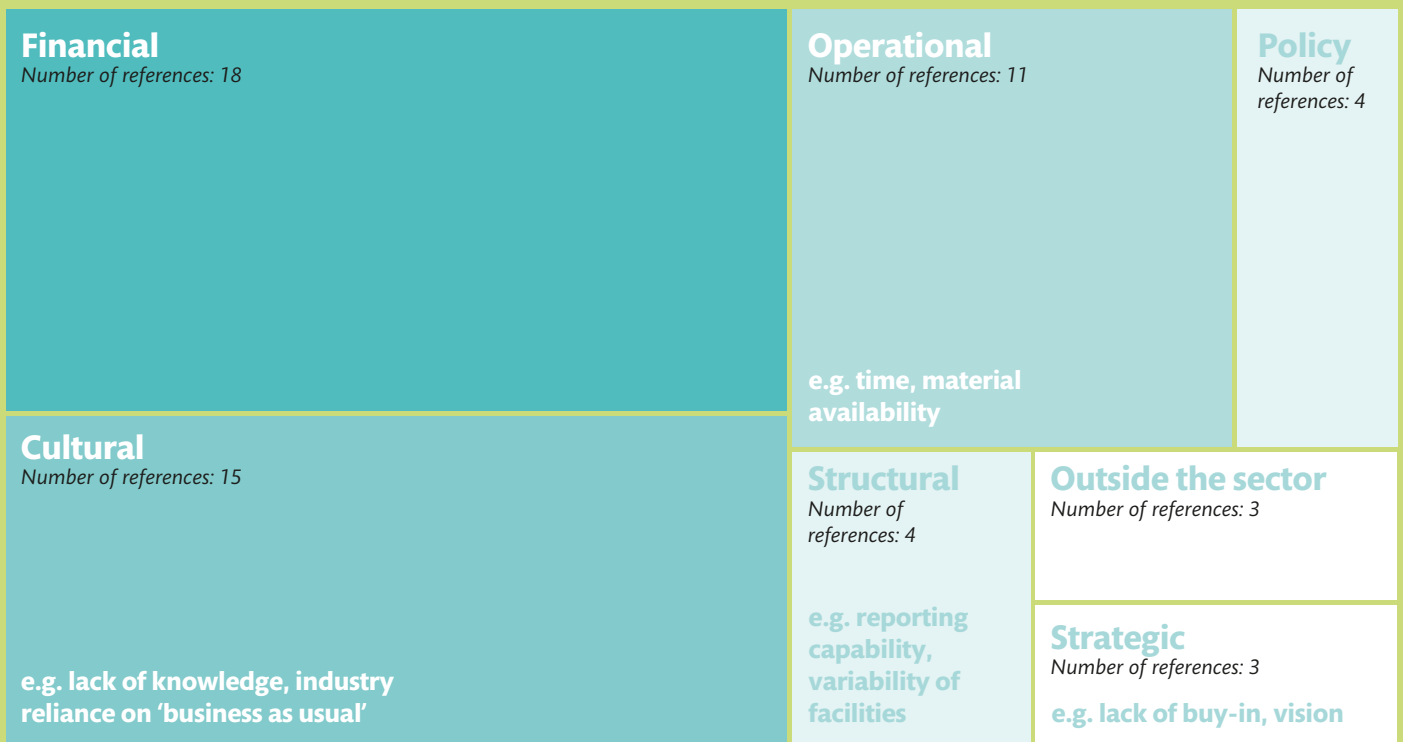 Financial
Number of references: 18
Cultural
Number of references: 15
e.g. lack of knowledge, industry
reliance on ‘business as usual’
Operational
Number of references: 11
e.g. time, material
availability
Policy
Number of
references: 4
Structural
Number of
references: 4
e.g. reporting
capability,
variability of
facilities
Outside the sector
Number of references: 3
Strategic
Number of references: 3
e.g. lack of buy-in, vision